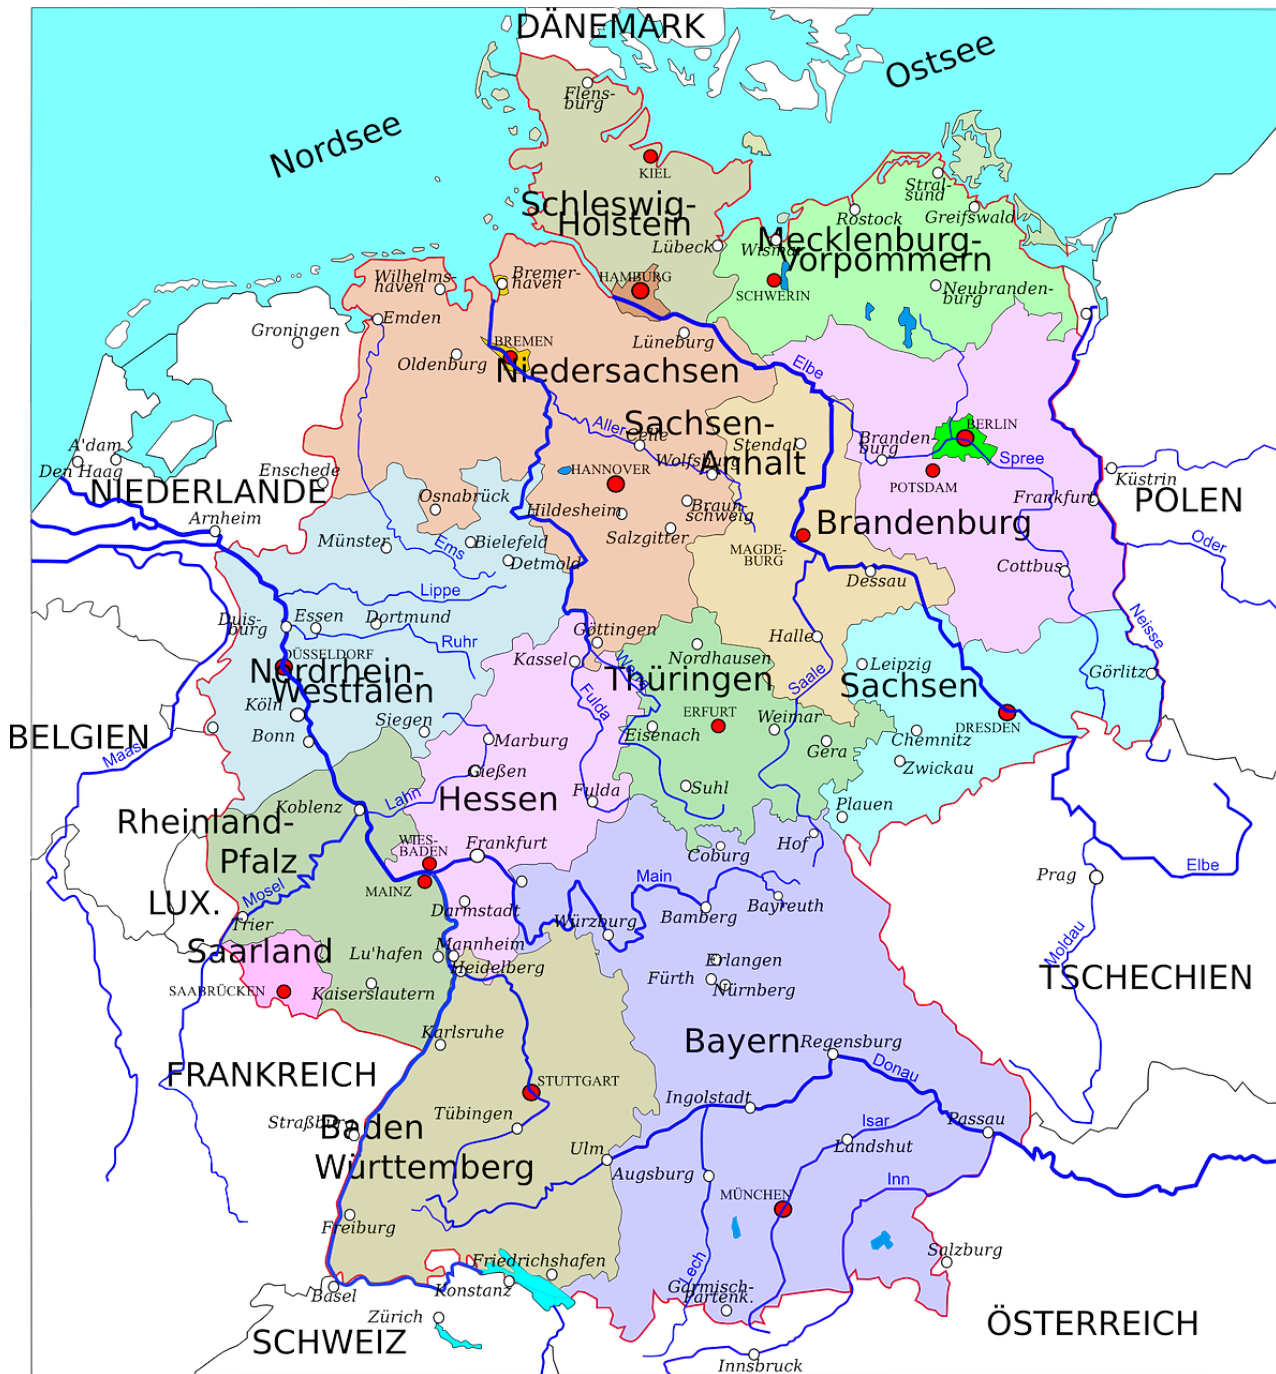 DÄNEMARK
Ostsee
Nordsee
Flens-
burg
KIEL
Schleswig-
Holstein
Stral-
sund
Rostock
Greifswald
Lübeck
Wismar
Mecklenburg-
Vorpommern
Wilhelms-
haven
Bremer-
haven
HAMBURG
SCHWERIN
Neubranden-
burg
Emden
Groningen
Lüneburg
BREMEN
Oldenburg
Niedersachsen
Elbe
Aller
Celle
Sachsen-
Anhalt
Stendal
Wolfsburg
Branden-
burg
BERLIN
Spree
A'dam
Den Haag
Enschede
NIEDERLANDE
HANNOVER
POTSDAM
Küstrin
Frankfurt
POLEN
Osnabrück
Hildesheim
Braun-
schweig
Arnheim
Brandenburg
Münster
Ems
Bielefeld
Detmold
Salzgitter
MAGDE-
BURG
Oder
Cottbus
Dessau
Lippe
Duis-
burg
Essen
Dortmund
Ruhr
Göttingen
Halle
Neisse
DÜSSELDORF
Nordrhein-
Westfalen
Kassel
Werra
Nordhausen
Thüringen
Saale
Leipzig
Sachsen
Görlitz
Köln
Bonn
Siegen
Fulda
ERFURT
Weimar
Eisenach
Gera
DRESDEN
Chemnitz
Zwickau
BELGIEN
Maas
Marburg
Gießen
Hessen
Fulda
Suhl
Plauen
Koblenz
Lahn
Rheinland-
Pfalz
WIES-
BADEN
Frankfurt
Coburg
Hof
Elbe
Prag
MAINZ
Mosel
LUX.
Trier
Darmstadt
Main
Würzburg
Bamberg
Bayreuth
Saarland
Lu'hafen
Mannheim
Heidelberg
Erlangen
Fürth
Nürnberg
Moldau
TSCHECHIEN
SAABRÜCKEN
Kaiserslautern
Karlsruhe
Bayern
Regensburg
Donau
FRANKREICH
STUTTGART
Ingolstadt
Tübingen
Straßburg
Baden
Württemberg
Isar
Passau
Landshut
Ulm
Augsburg
MÜNCHEN
Inn
Freiburg
Friedrichshafen
Salzburg
Lech
Garmisch-
Partenk.
Basel
Konstanz
Zürich
SCHWEIZ
ÖSTERREICH
Innsbruck